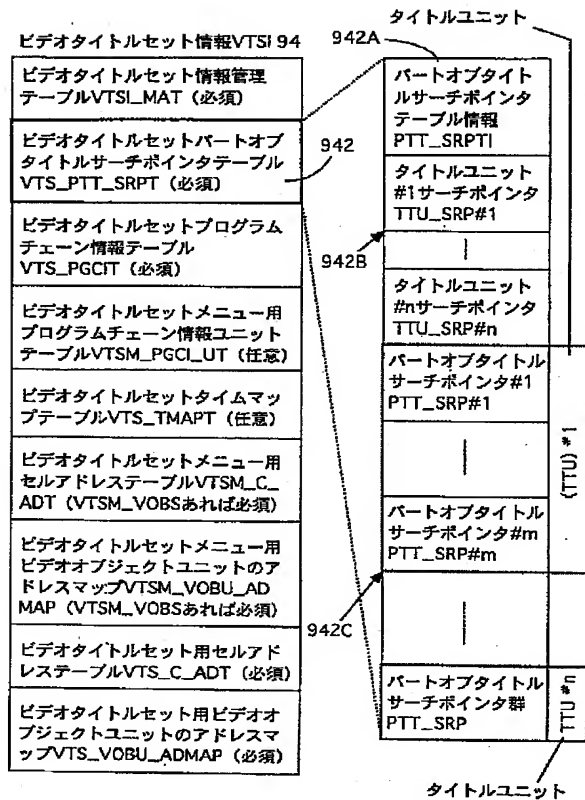 ビデオタイトルセット情報VTSI 94
ビデオタイトルセット情報管理
テーブルVTSI_MAT（必須）
ビデオタイトルセットパートオブ
タイトルサーチポインタテーブル
VTS_PTT_SRPT（必須）
ビデオタイトルセットプログラム
チェーン情報テーブル
VTS_PGCIT（必須）
ビデオタイトルセットメニュー用
プログラムチェーン情報ユニット
テーブルVTSM_PGCI_UT（任意）
ビデオタイトルセットタイムマッ
プテーブルVTS_TMAPT（任意）
ビデオタイトルセットメニュー用
セルアドレステーブルVTSM_C_
ADT（VTSM_VOBSあれば必須）
ビデオタイトルセットメニュー用
ビデオオブジェクトユニットのア
ドレスマップVTSM_VOBU_AD
MAP（VTSM_VOBSあれば必須）
ビデオタイトルセット用セルアド
レステーブルVTS_C_ADT（必須）
ビデオタイトルセット用ビデオオ
ブジェクトユニットのアドレスマ
ップVTS_VOBU_ADMAP（必須）
942
942A
942B
942C
タイトルユニット
パートオブタイト
ルサーチポインタ
テーブル情報
PTT_SRPTI
タイトルユニット
#1サーチポインタ
TTU_SRP#1
タイトルユニット
#nサーチポインタ
TTU_SRP#n
パートオブタイトル
サーチポインタ#1
PTT_SRP#1
パートオブタイトル
サーチポインタ#m
PTT_SRP#m
(TTU) #1
パートオブタイトル
サーチポインタ群
PTT_SRP
TTU #n
タイトルユニット